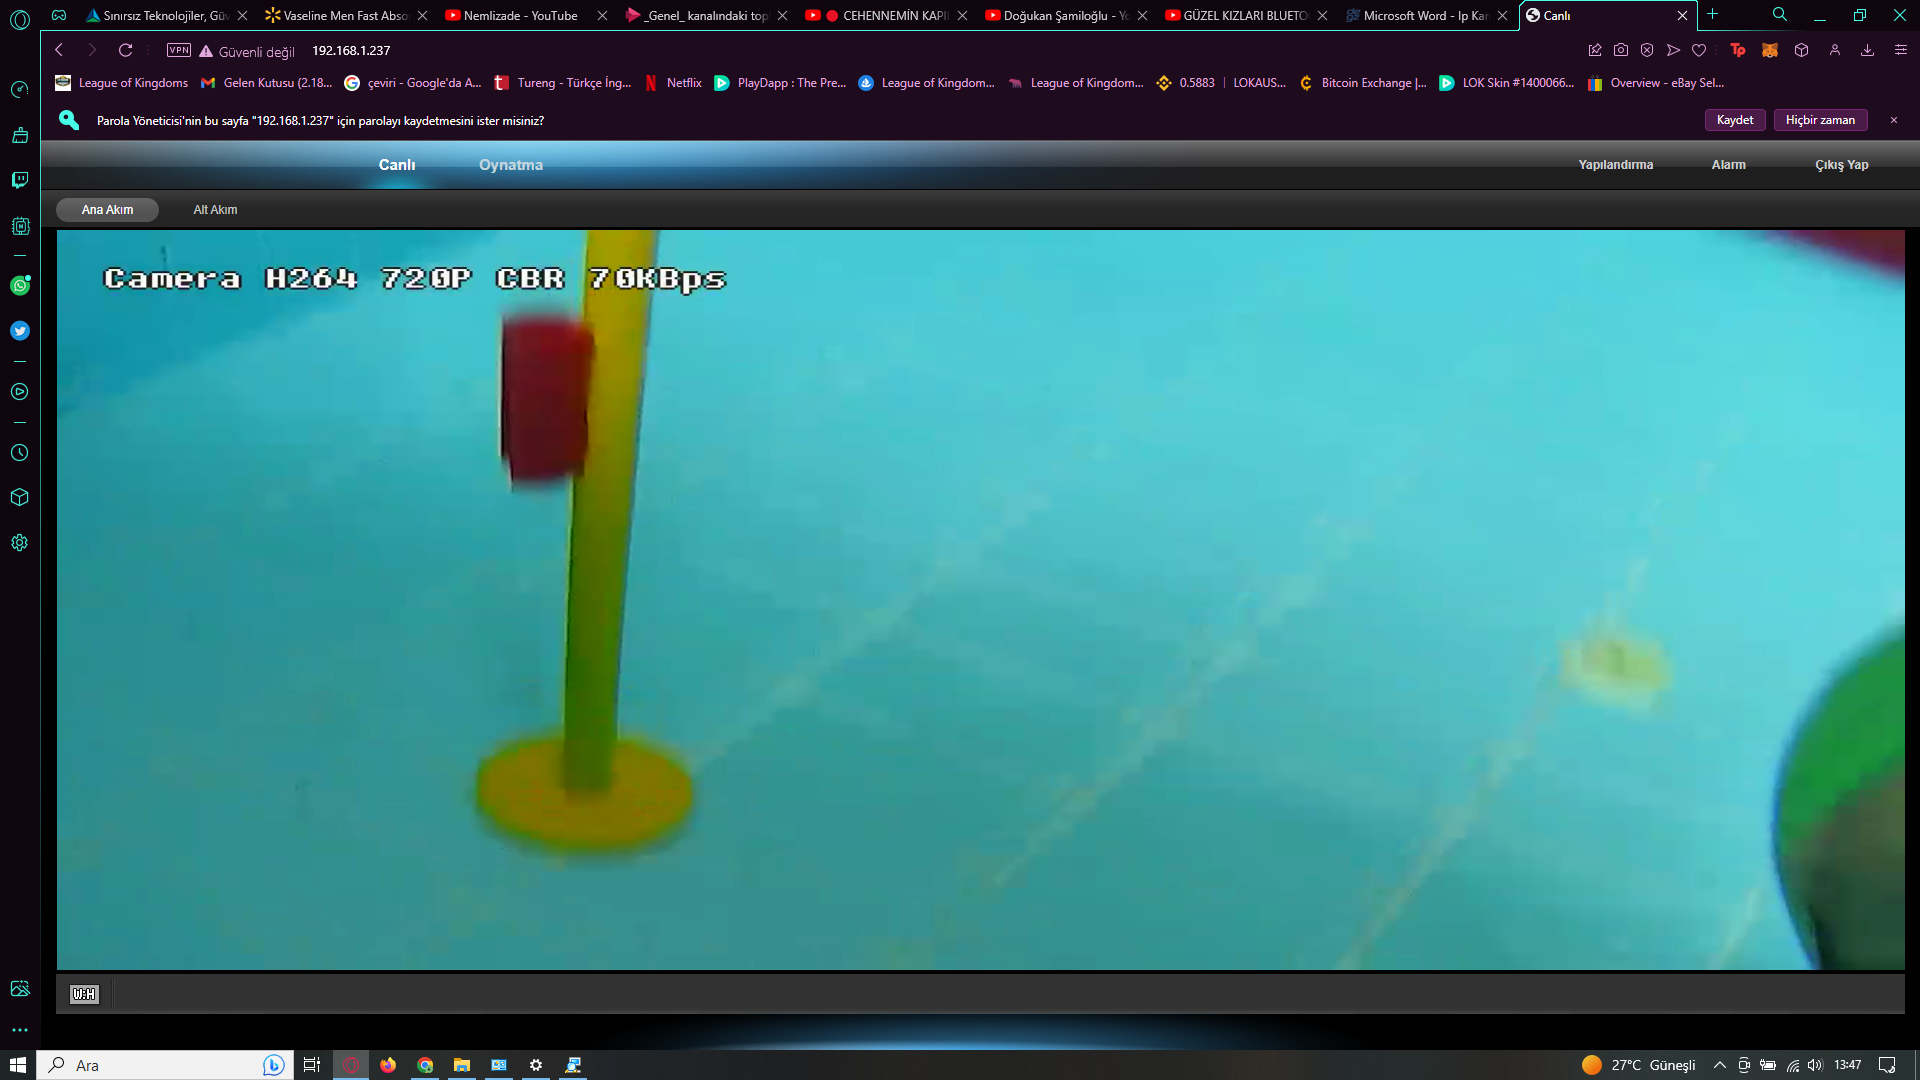 Sınırsız Teknolojiler, Gü
Vaseline Men Fast Abso
Nemlizade - YouTube
_Genel_ kanalındaki top
CEHENNEMİN KAPI
Doğukan Şamiloğlu - Yo
GÜZEL KIZLARI BLUETO
Microsoft Word - Ip Ka
Canlı
VPN Güvenli değil 192.168.1.237
League of Kingdoms
Gelen Kutusu (2.18...
çeviri - Google'da A...
Tureng - Türkçe İng...
Netflix
PlayDapp : The Pre...
League of Kingdom...
League of Kingdom...
0.5883 | LOKAUS...
Bitcoin Exchange |...
LOK Skin #1400066...
Overview - eBay Sel...
Parola Yöneticisi'nin bu sayfa "192.168.1.237" için parolayı kaydetmesini ister misiniz?
Kaydet
Hiçbir zaman
Canlı
Oynatma
Yapılandırma
Alarm
Çıkış Yap
Ana Akım
Alt Akım
Camera H264 720P CBR 70KBps
W:H
Ara
27°C Güneşli
13:47